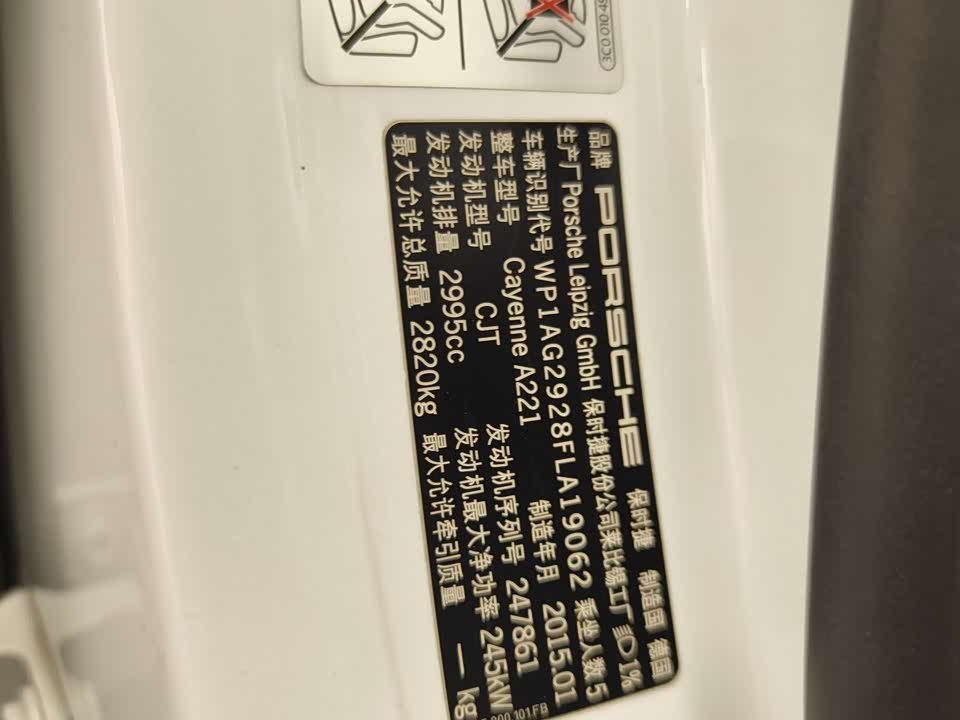 3C0 010 49
品牌 PORSCHE 保时捷 制造国 德国
生产厂 Porsche Leipzig GmbH 保时捷股份公司莱比锡工厂 1%
车辆识别代号 WP1AG2928FLA19062 乘坐人数 5
整车型号 Cayenne A221 制造年月 2015.01
发动机型号 CJT 发动机序列号 247861
发动机排量 2995cc 发动机最大净功率 245kW
最大允许总质量 2820kg 最大允许牵引质量 — kg
101FB